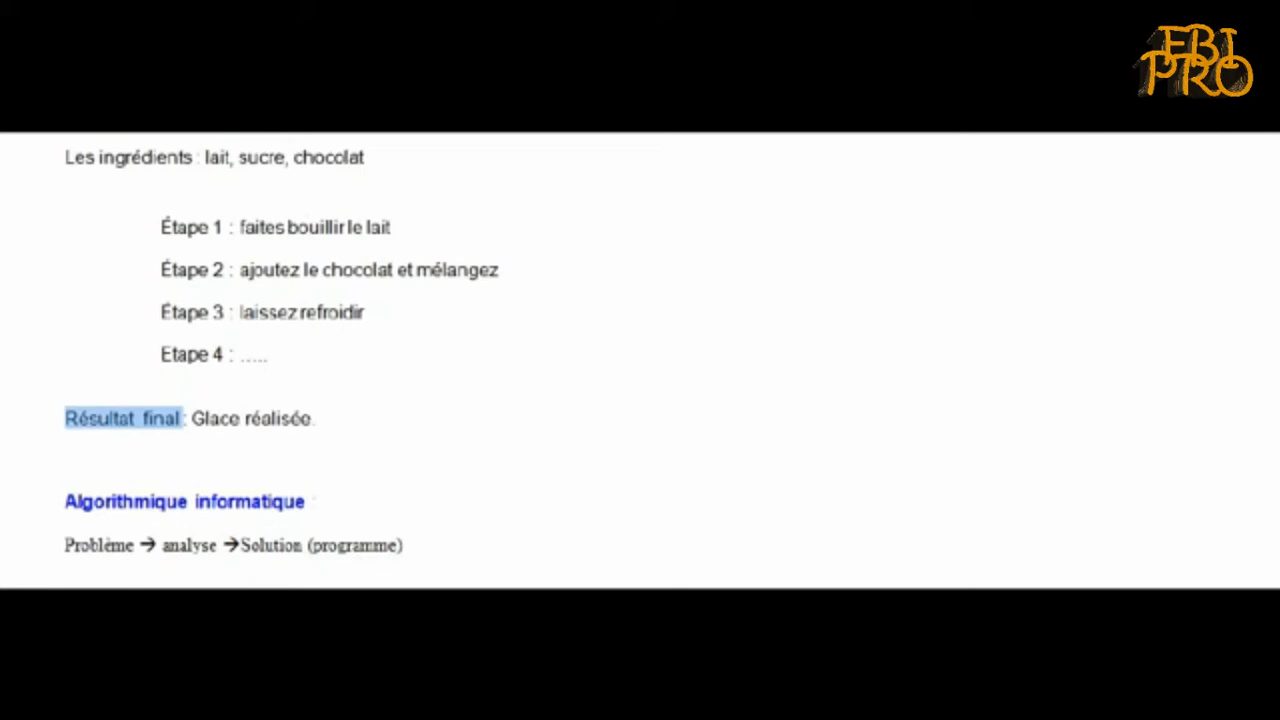 FBI
PRO
Les ingrédients : lait, sucre, chocolat
Étape 1 : faites bouillir le lait
Étape 2 : ajoutez le chocolat et mélangez
Étape 3 : laissez refroidir
Etape 4 : .....
Résultat final : Glace réalisée.
Algorithmique informatique :
Problème → analyse →Solution (programme)